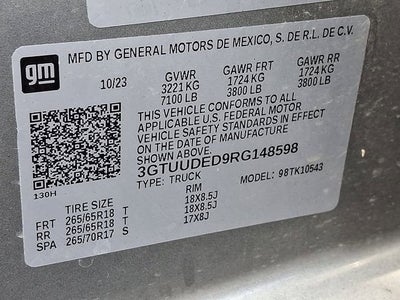 gm
MFD BY GENERAL MOTORS DE MEXICO, S. DE R.L. DE C.V.
10/23 GVWR GAWR FRT GAWR RR
3221 KG 1724 KG 1724 KG
7100 LB 3800 LB 3800 LB
THIS VEHICLE CONFORMS TO ALL APPLICABLE
U.S. FEDERAL MOTOR VEHICLE SAFETY AND
THEFT PREVENTION STANDARDS IN EFFECT
ON THE DATE OF MANUFACTURE
3GTUUDED9RG148598
TYPE: TRUCK MODEL: 98TK10543
130H
TIRE SIZE RIM
FRT 265/65R18 T 18X8.5J
RR 265/65R18 T 18X8.5J
SPA 265/70R17 S 17X8J